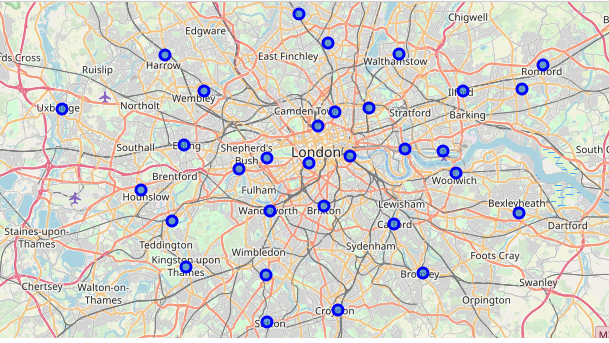 Chigwell
Edgware
East Finchley
rds Cross
Ruislip
Harrow
Walthamstow
Romford
Wembley
Northolt
Uxbridge
Ilford
Camden Town
Stratford
Barking
Southall
Ealing
Shepherd's
Bush
London
South O
Brentford
Fulham
Woolwich
Hounslow
Wandsworth
Brixton
Lewisham
Bexleyheath
Catford
Dartford
Staines-upon-
Thames
Teddington
Wimbledon
Sydenham
Kingston upon
Thames
Foots Cray
Bromley
Chertsey
Walton-on-
Thames
Swanley
Orpington
Croydon
Sutton
M